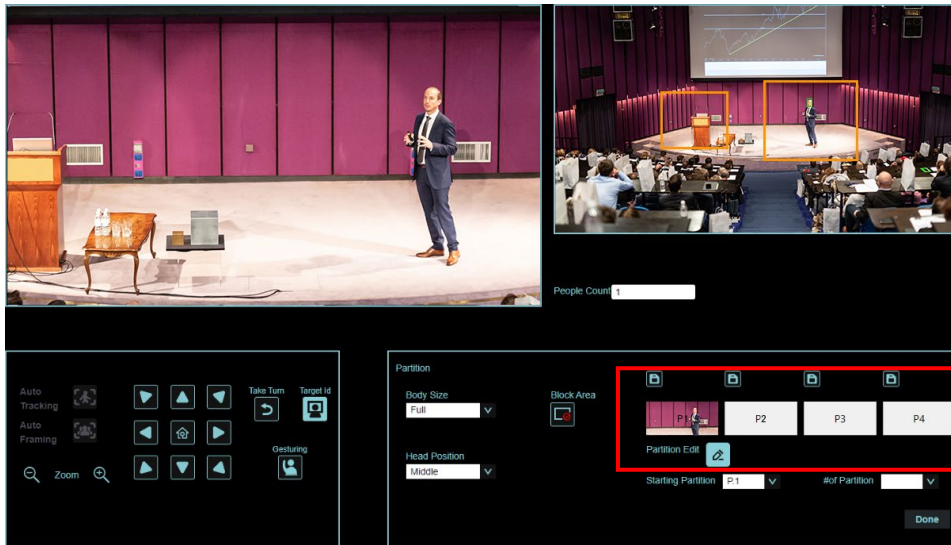 People Count 1
Auto Tracking
Auto Framing
Zoom
Take Turn
Target Id
Gesturing
Partition
Body Size
Full
Head Position
Middle
Block Area
P1
P2
P3
P4
Partition Edit
Starting Partition P.1
#of Partition
Done